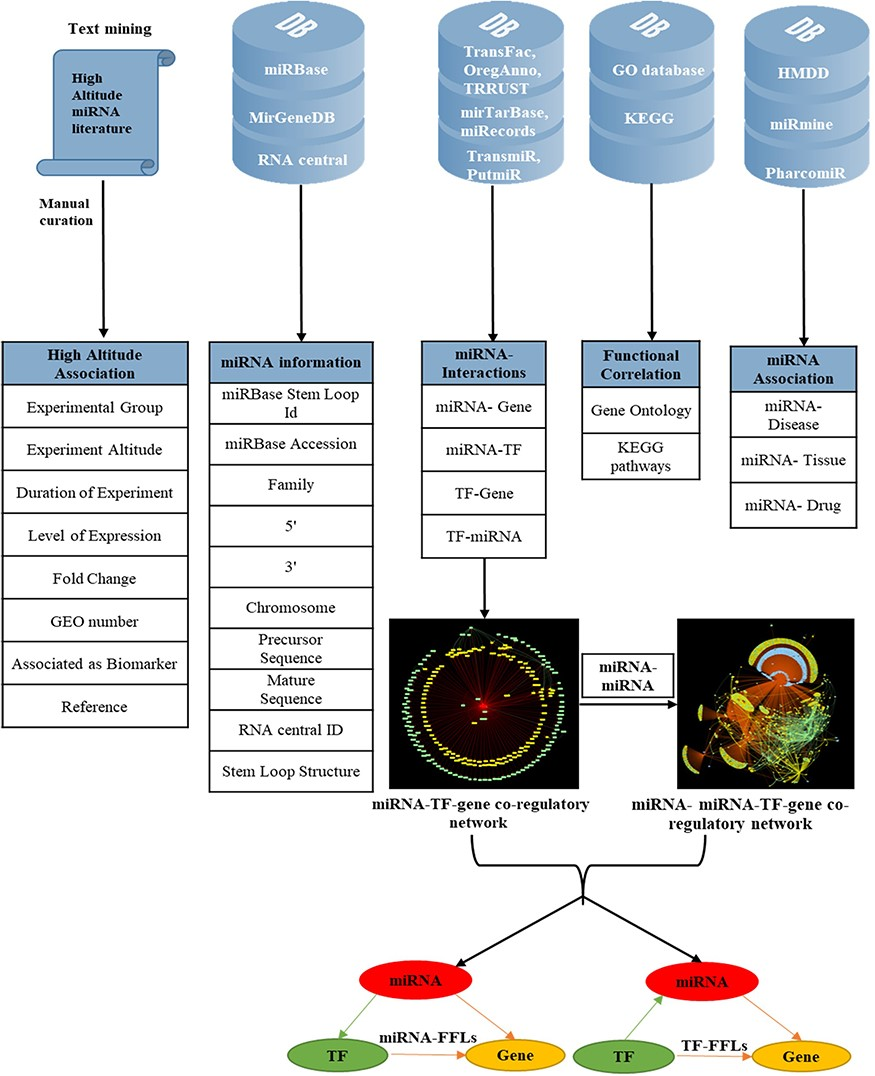 Text mining
High
Altitude
miRNA
literature
Manual
curation
DB
miRBase
MirGeneDB
RNA central
DB
TransFac,
OregAnno,
TRRUST
mirTarBase,
miRecords
TransmiR,
PutmiR
DB
GO database
KEGG
DB
HMDD
miRmine
PharcomiR
High Altitude
Association
Experimental Group
Experiment Altitude
Duration of Experiment
Level of Expression
Fold Change
GEO number
Associated as Biomarker
Reference
miRNA information
miRBase Stem Loop
Id
miRBase Accession
Family
5'
3'
Chromosome
Precursor
Sequence
Mature
Sequence
RNA central ID
Stem Loop Structure
miRNA-
Interactions
miRNA- Gene
miRNA-TF
TF-Gene
TF-miRNA
Functional
Correlation
Gene Ontology
KEGG
pathways
miRNA
Association
miRNA-
Disease
miRNA- Tissue
miRNA- Drug
miRNA-
miRNA
miRNA-TF-gene co-regulatory
network
miRNA- miRNA-TF-gene co-
regulatory network
miRNA
TF
miRNA-FFLs
Gene
miRNA
TF
TF-FFLs
Gene